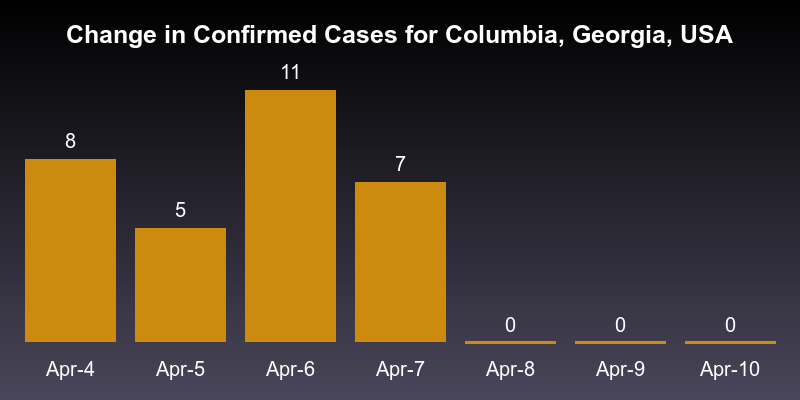 Change in Confirmed Cases for Columbia, Georgia, USA
11
8
7
5
0 0 0
Apr-4 Apr-5 Apr-6 Apr-7 Apr-8 Apr-9 Apr-10